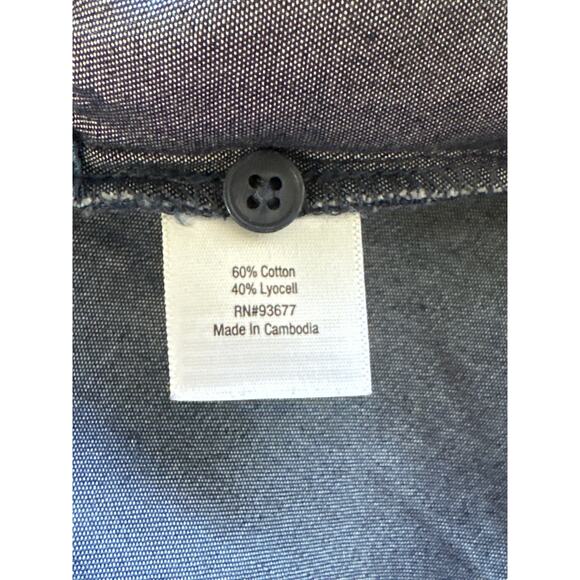 60% Cotton
40% Lyocell
RN#93677
Made In Cambodia